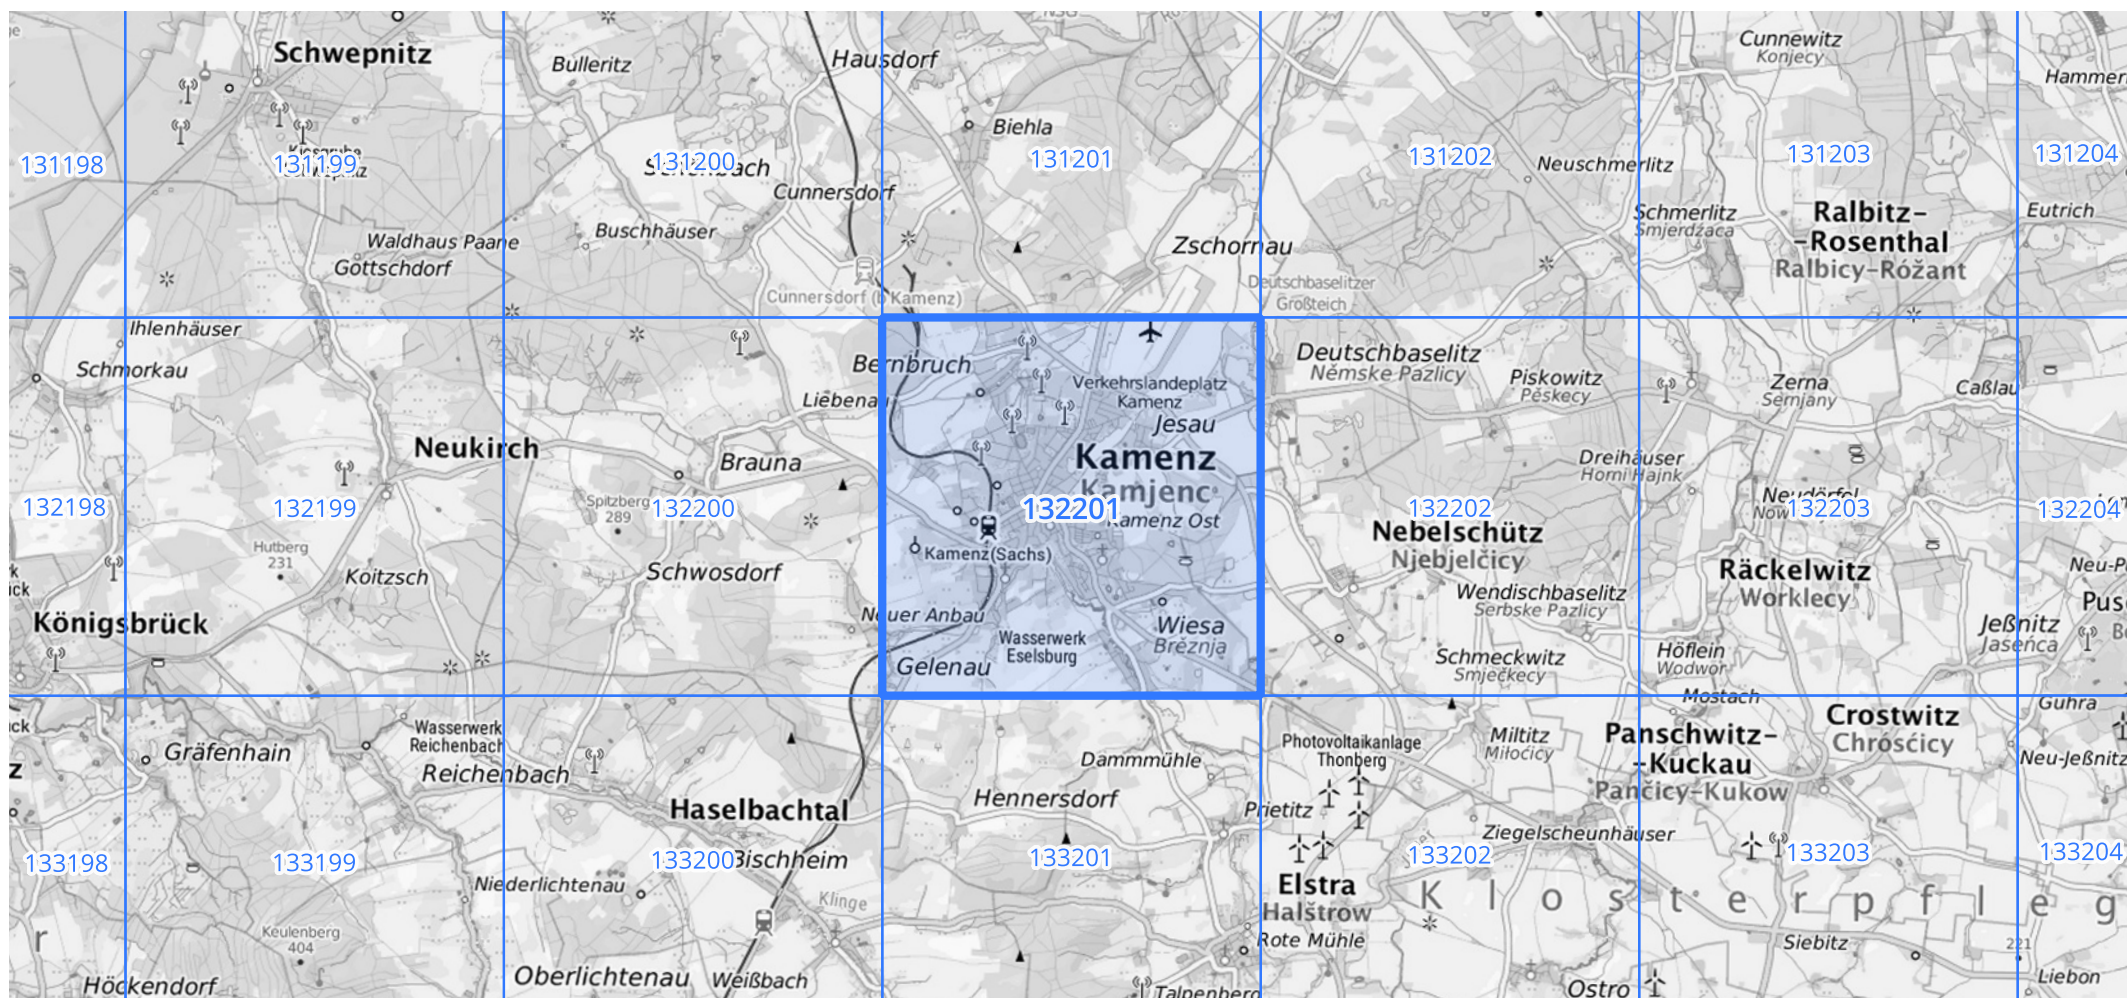 Schwepnitz
Bulleritz
Hausdorf
Cunnewitz
Konjecy
Biehla
131198
131199
131200
131201
131202
131203
131204
Neuschmerlitz
Cunnersdorf
Schmerlitz
Smjerdźaca
Ralbitz-
-Rosenthal
Ralbicy-Róžant
Eutrich
Buschhäuser
Waldhaus Paane
Gottschdorf
Zschornau
Deutschbaselitzer
Großteich
Cunnersdorf (b Kamenz)
Ihlenhäuser
Schmorkau
Bernbruch
Liebenau
Verkehrslandeplatz
Kamenz
Jesau
Deutschbaselitz
Němske Pazlicy
Piskowitz
Pěskecy
Zerna
Sernjany
Caßlau
Neukirch
Brauna
Kamenz
Kamjenc
Dreihäuser
Horni Hajnk
Spitzberg
289
132198
132199
132200
132201
132202
132203
132204
Neudörfel
Kamenz Ost
Nebelschütz
Njebjelčicy
Hutberg
231
Koitzsch
Schwosdorf
Kamenz(Sachs)
Wendischbaselitz
Serbske Pazlicy
Räckelwitz
Worklecy
Königsbrück
Neuer Anbau
Wasserwerk
Eselsburg
Wiesa
Brěznja
Gelenau
Schmeckwitz
Smječkecy
Höflein
Wodwor
Jeßnitz
Jaseńca
Mostach
Guhra
Gräfenhain
Wasserwerk
Reichenbach
Reichenbach
Dammmühle
Photovoltaikanlage
Thonberg
Miltitz
Miłoćicy
Panschwitz-
-Kuckau
Pančicy-Kukow
Crostwitz
Chrósćicy
Neu-Jeßnitz
Haselbachtal
Hennersdorf
Prietitz
Ziegelscheunhäuser
133198
133199
133200
133201
133202
133203
133204
Bischheim
Niederlichtenau
Klinge
Elstra
Halštrow
Klosterpfleg
Keulenberg
404
Rote Mühle
Siebitz
221
Höckendorf
Oberlichtenau
Weißbach
Talpenberg
Ostro
Liebon